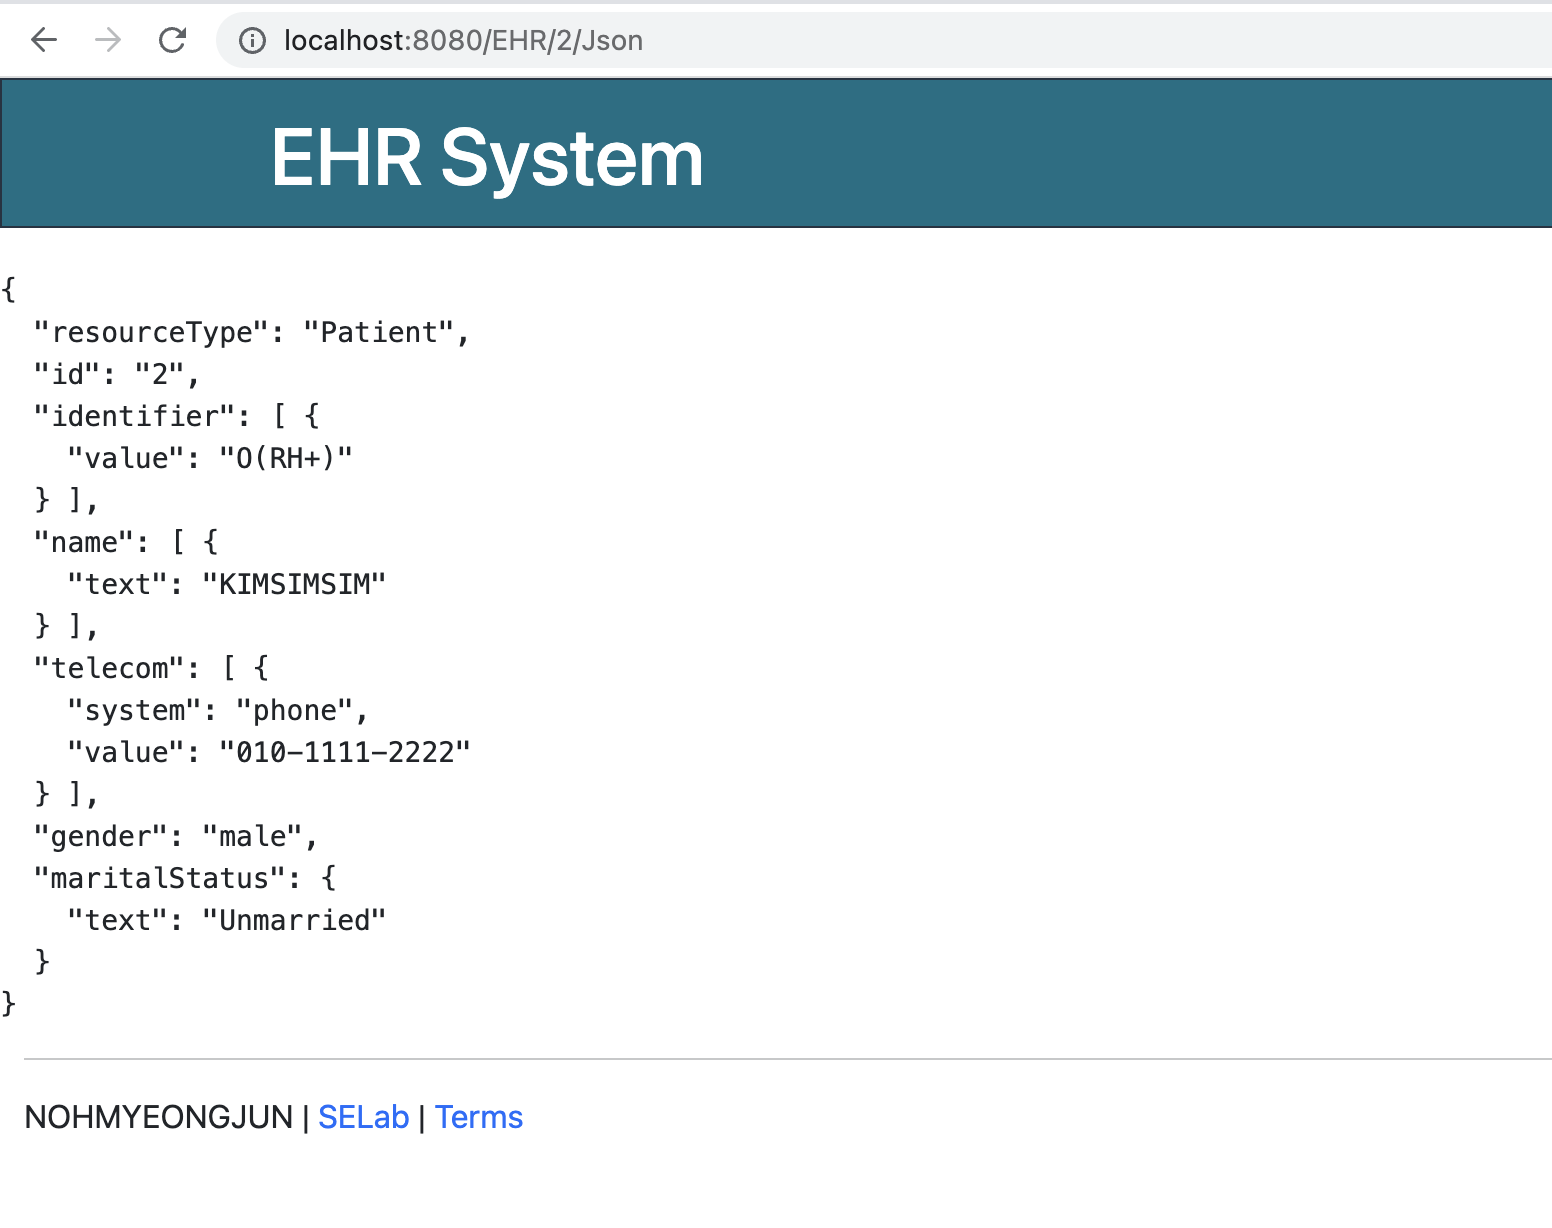 localhost:8080/EHR/2/Json
EHR System
{
  "resourceType": "Patient",
  "id": "2",
  "identifier": [ {
    "value": "O(RH+)"
  } ],
  "name": [ {
    "text": "KIMSIMSIM"
  } ],
  "telecom": [ {
    "system": "phone",
    "value": "010-1111-2222"
  } ],
  "gender": "male",
  "maritalStatus": {
    "text": "Unmarried"
  }
}
NOHMYEONGJUN | SELab | Terms